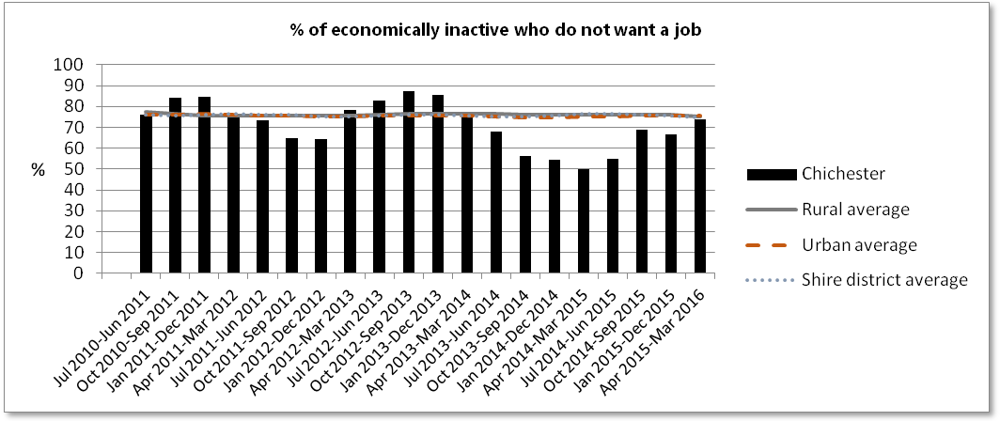 % of economically inactive who do not want a job
100
90
80
70
60
50
40
30
20
10
0
%
Jul 2010-Jun 2011
Oct 2010-Sep 2011
Jan 2011-Dec 2011
Apr 2011-Mar 2012
Jul 2011-Jun 2012
Oct 2011-Sep 2012
Jan 2012-Dec 2012
Apr 2012-Mar 2013
Jul 2012-Jun 2013
Oct 2012-Sep 2013
Jan 2013-Dec 2013
Apr 2013-Mar 2014
Jul 2013-Jun 2014
Oct 2013-Sep 2014
Jan 2014-Dec 2014
Apr 2014-Mar 2015
Jul 2014-Jun 2015
Oct 2014-Sep 2015
Jan 2015-Dec 2015
Apr 2015-Mar 2016
Chichester
Rural average
Urban average
Shire district average